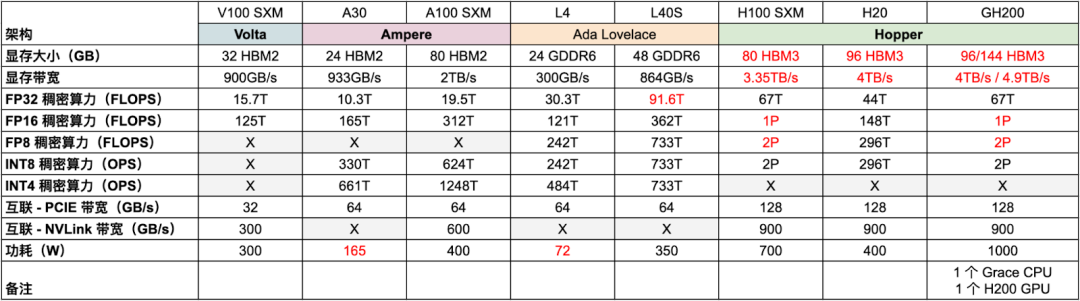 V100 SXM A30 A100 SXM L4 L40S H100 SXM H20 GH200
架构 Volta Ampere Ada Lovelace Hopper
显存大小（GB） 32 HBM2 24 HBM2 80 HBM2 24 GDDR6 48 GDDR6 80 HBM3 96 HBM3 96/144 HBM3
显存带宽 900GB/s 933GB/s 2TB/s 300GB/s 864GB/s 3.35TB/s 4TB/s 4TB/s / 4.9TB/s
FP32 稠密算力（FLOPS） 15.7T 10.3T 19.5T 30.3T 91.6T 67T 44T 67T
FP16 稠密算力（FLOPS） 125T 165T 312T 121T 362T 1P 148T 1P
FP8 稠密算力（FLOPS） X X X 242T 733T 2P 296T 2P
INT8 稠密算力（OPS） X 330T 624T 242T 733T 2P 296T 2P
INT4 稠密算力（OPS） X 661T 1248T 484T 733T X X X
互联 - PCIE 带宽（GB/s） 32 64 64 64 64 128 128 128
互联 - NVLink 带宽（GB/s） 300 X 600 X X 900 900 900
功耗（W） 300 165 400 72 350 700 400 1000
备注 1 个 Grace CPU
1 个 H200 GPU